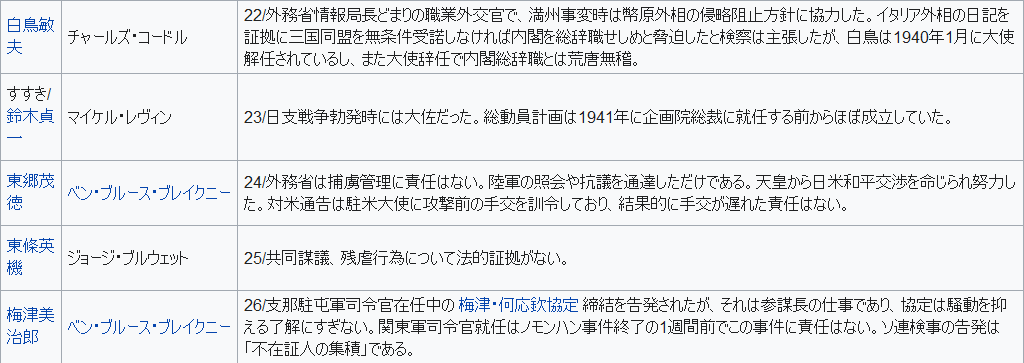 白鳥敏
夫
チャールズ・コードル
22/外務省情報局長どまりの職業外交官で、満州事変時は幣原外相の侵略阻止方針に協力した。イタリア外相の日記を
証拠に三国同盟を無条件受諾しなければ内閣を総辞職せしめと脅迫したと検察は主張したが、白鳥は1940年1月に大使
解任されているし、また大使辞任で内閣総辞職とは荒唐無稽。
すずき/
鈴木貞
一
マイケル・レヴィン
23/日支戦争勃発時には大佐だった。総動員計画は1941年に企画院総裁に就任する前からほぼ成立していた。
東郷茂
徳
ベン・ブルース・ブレイクニー
24/外務省は捕虜管理に責任はない。陸軍の照会や抗議を通達しただけである。天皇から日米和平交渉を命じられ努力し
た。対米通告は駐米大使に攻撃前の手交を訓令しており、結果的に手交が遅れた責任はない。
東條英
機
ジョージ・ブルウェット
25/共同謀議、残虐行為について法的証拠がない。
梅津美
治郎
ベン・ブルース・ブレイクニー
26/支那駐屯軍司令官在任中の 梅津・何応欽協定 締結を告発されたが、それは参謀長の仕事であり、協定は騒動を抑
える了解にすぎない。関東軍司令官就任はノモンハン事件終了の1週間前でこの事件に責任はない。ソ連検事の告発は
「不在証人の集積」である。